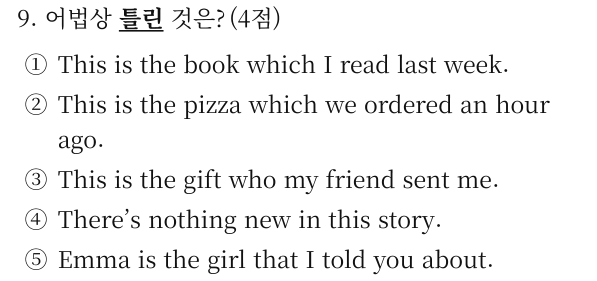 9. 어법상 틀린 것은? (4점)
① This is the book which I read last week.
② This is the pizza which we ordered an hour
ago.
③ This is the gift who my friend sent me.
④ There’s nothing new in this story.
⑤ Emma is the girl that I told you about.